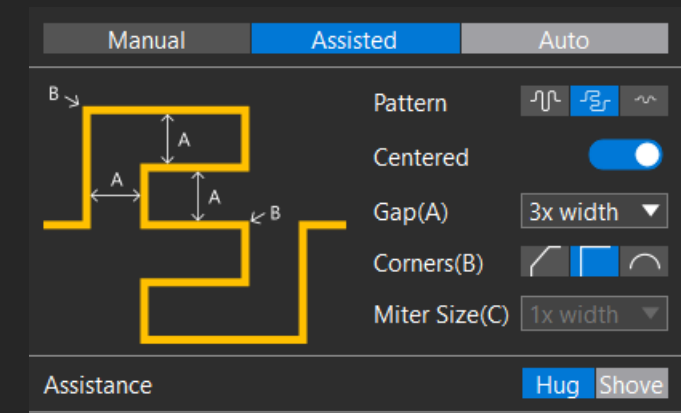 Manual Assisted Auto
B
Pattern
A
Centered
A
A
B
Gap(A) 3x width
Corners(B)
Miter Size(C) 1x width
Assistance Hug Shove